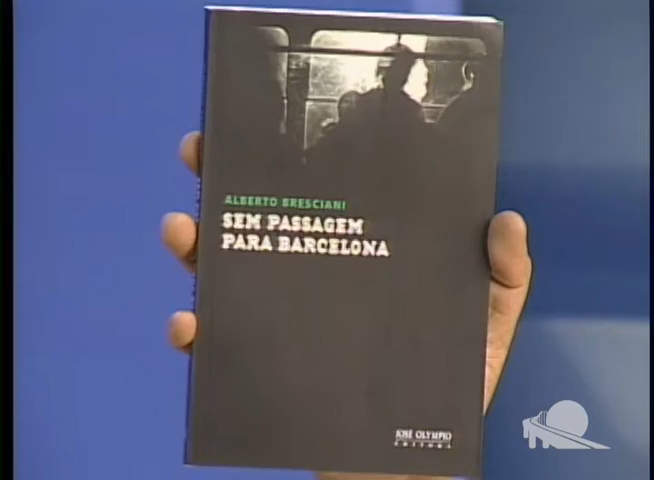 ALBERTO BRESCIANI
SEM PASSAGEM
PARA BARCELONA
JOSÉ OLYMPIO
EDITORA